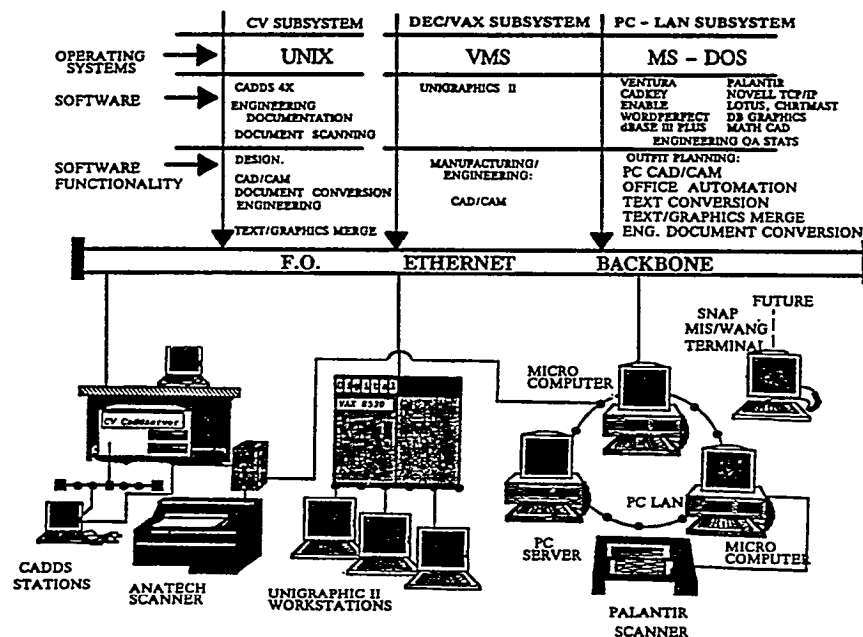 CV SUBSYSTEM DEC/VAX SUBSYSTEM PC - LAN SUBSYSTEM
OPERATING SYSTEMS
UNIX VMS MS - DOS
SOFTWARE
CADDS 4X
ENGINEERING
DOCUMENTATION
DOCUMENT SCANNING
UNIGRAPHICS II
VENTURA PALANTIR
CADKEY NOVELL TCP/IP
ENABLE LOTUS, CHRTMAST
WORDPERFECT DB GRAPHICS
dBASE III PLUS MATH CAD
ENGINEERING QA STATS
SOFTWARE
FUNCTIONALITY
DESIGN.
CAD/CAM
DOCUMENT CONVERSION
ENGINEERING
TEXT/GRAPHICS MERGE
MANUFACTURING/
ENGINEERING:
CAD/CAM
OUTFIT PLANNING:
PC CAD/CAM
OFFICE AUTOMATION
TEXT CONVERSION
TEXT/GRAPHICS MERGE
ENG. DOCUMENT CONVERSION
F.O. ETHERNET BACKBONE
CV Caddserver
CADDS
STATIONS
ANATECH
SCANNER
digital
VAX 8530
UNIGRAPHIC II
WORKSTATIONS
MICRO
COMPUTER
SNAP
MIS/WANG
TERMINAL
FUTURE
PC LAN
PC
SERVER
MICRO
COMPUTER
PALANTIR
SCANNER